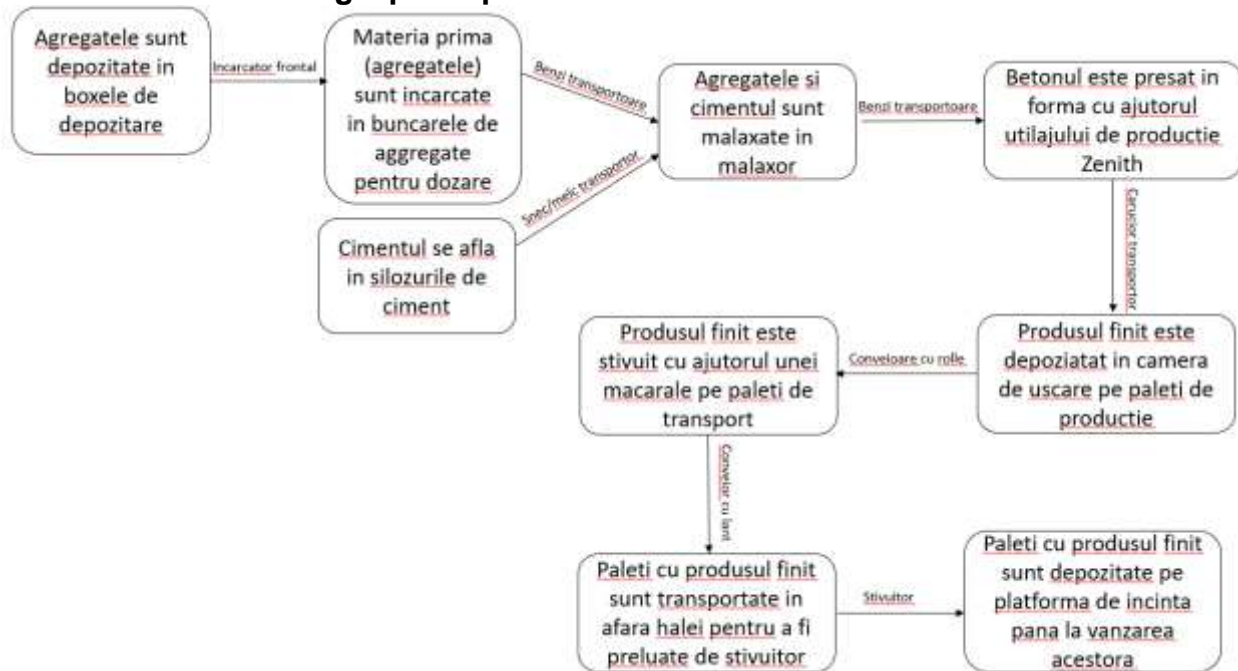 Agregatele sunt
depozitate in
boxele de
depozitare
Incarcator frontal
Materia prima
(agregatele)
sunt incarcate
in buncarele de
aggregate
pentru dozare
Benzi transportoare
Cimentul se afla
in silozurile de
ciment
Snec/melc transportor
Agregatele si
cimentul sunt
malaxate in
malaxor
Benzi transportoare
Betonul este presat in
forma cu ajutorul
utilajului de productie
Zenith
Carucior transportor
Produsul finit este
depoziatat in camera
de uscare pe paleti de
productie
Conveioare cu rolle
Produsul finit este
stivuit cu ajutorul unei
macarale pe paleti de
transport
Conveior cu lant
Paleti cu produsul finit
sunt transportate in
afara halei pentru a fi
preluate de stivuitor
Stivuitor
Paleti cu produsul finit
sunt depozitate pe
platforma de incinta
pana la vanzarea
acestora